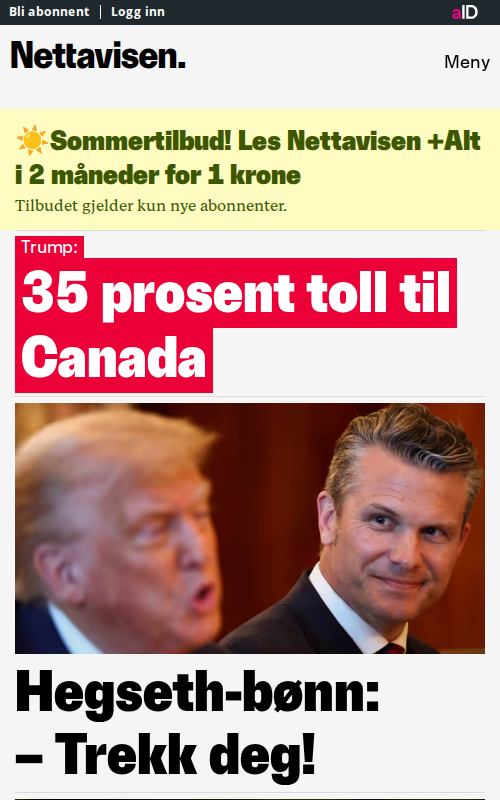 Bli abonnent | Logg inn
aID
Nettavisen.
Meny
☀️Sommertilbud! Les Nettavisen +Alt
i 2 måneder for 1 krone
Tilbudet gjelder kun nye abonnenter.
Trump:
35 prosent toll til
Canada
Hegseth-bønn:
– Trekk deg!